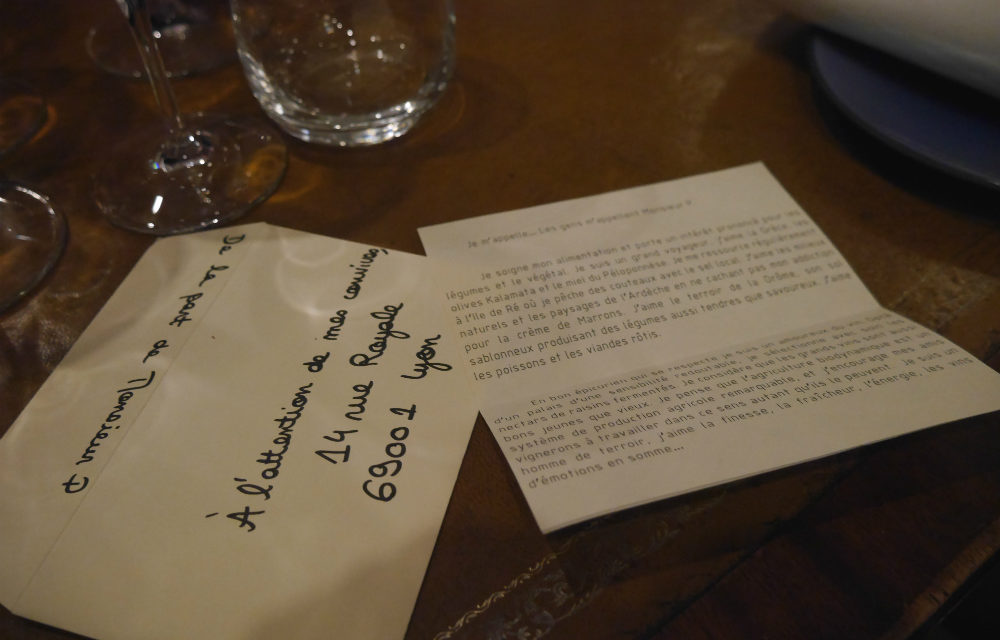 De la part de Monsieur P
À l'attention de mes convives
14 rue Royale
69001 Lyon
Je m'appelle... Les gens m'appellent Monsieur P
Je soigne mon alimentation et porte un intérêt prononcé pour les
légumes et le végétal. Je suis un grand voyageur. J'aime la Grèce, les
olives Kalamata et le miel du Péloponnèse. Je me ressource régulièrement
à l'île de Ré où je pêche des couteaux avec le sel local. J'aime les milieux
naturels et les paysages de l'Ardèche en ne cachant pas mon addiction
pour la crème de Marrons. J'aime le terroir de la Drôme, son sol
sablonneux produisant des légumes aussi tendres que savoureux. J'aime
les poissons et les viandes rôtis.
En bon épicurien qui se respecte je suis un amoureux du vin
d'un palais d'une sensibilité redoutable, je sélectionne avec soin les
nectars de raisins fermentés. Je considère que les grands vins sont
bons jeunes que vieux. Je pense que l'agriculture biodynamique est un
système de production agricole remarquable, et j'encourage mes amis
vignerons à travailler dans ce sens autant qu'ils le peuvent. Je suis un
homme de terroir, j'aime la finesse, la fraîcheur, l'énergie, les vins
d'émotions en somme...